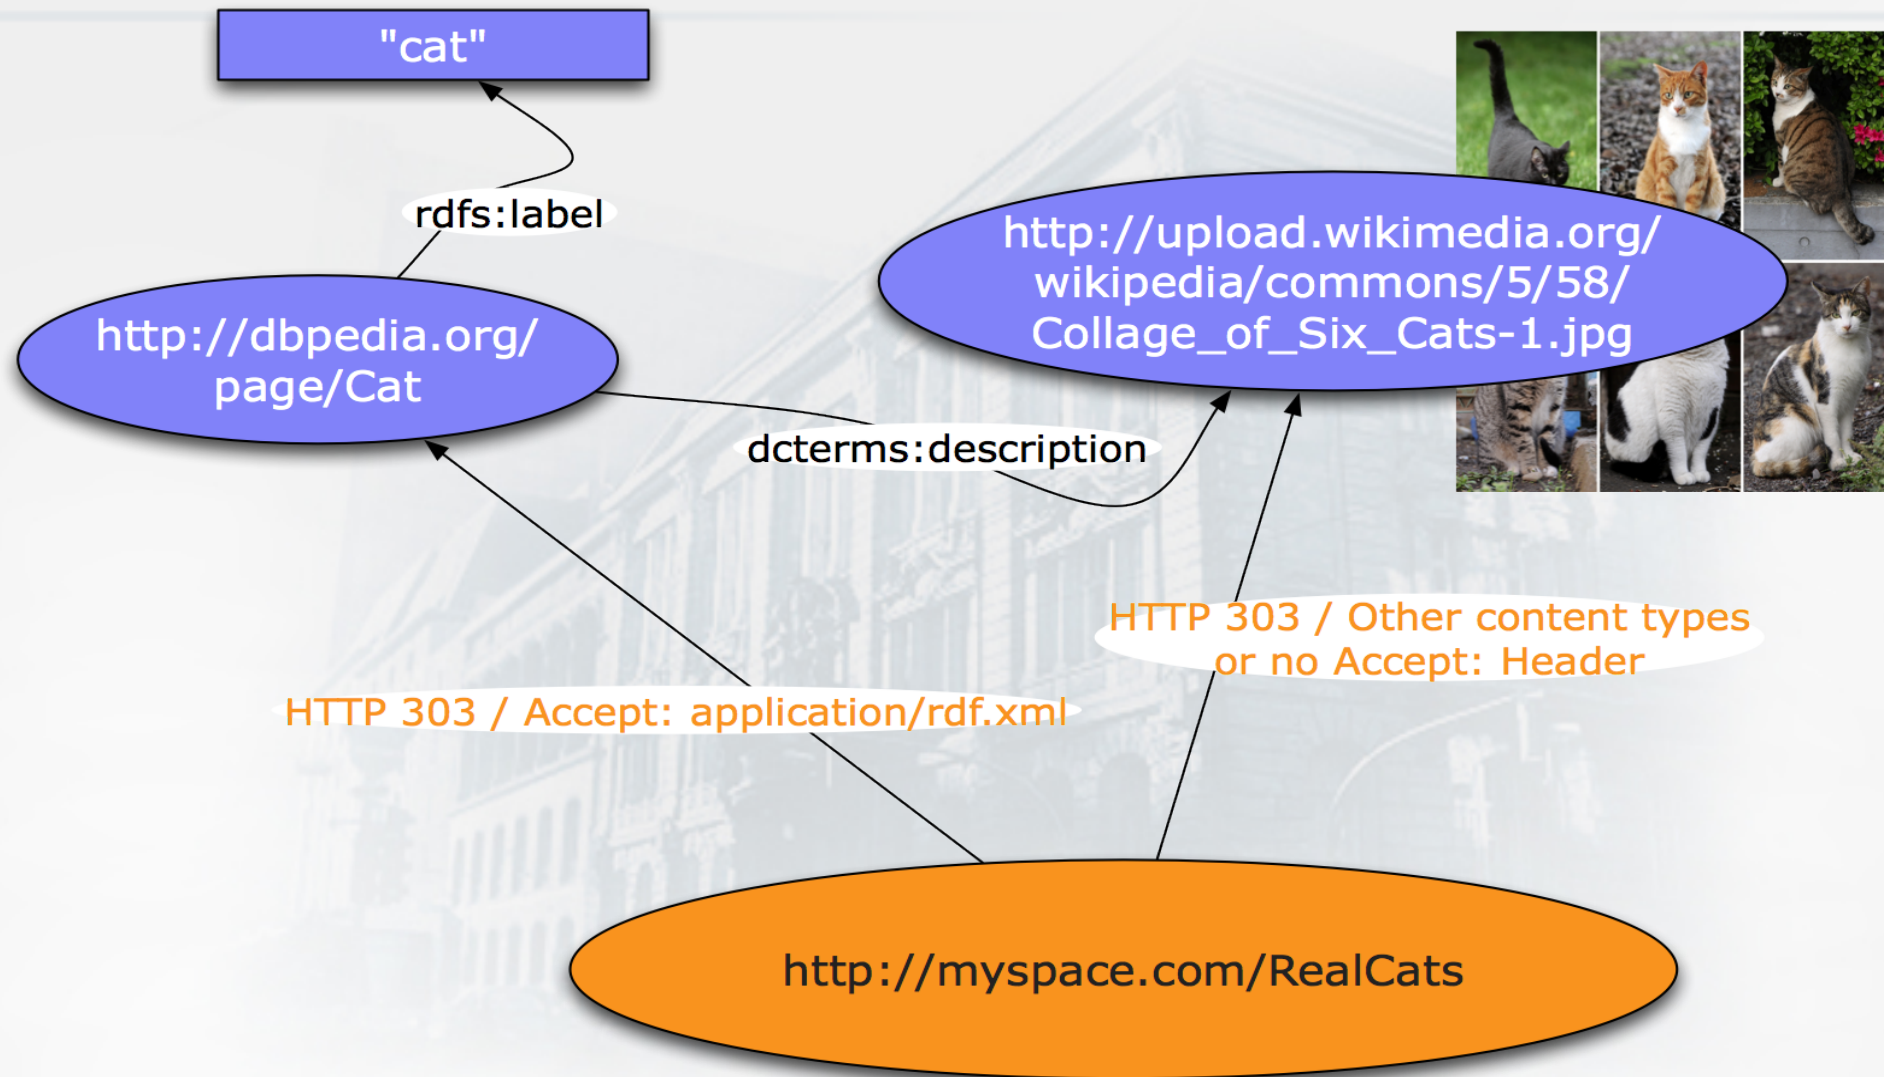 "cat"
rdfs:label
http://upload.wikimedia.org/
wikipedia/commons/5/58/
Collage_of_Six_Cats-1.jpg
http://dbpedia.org/
page/Cat
dcterms:description
HTTP 303 / Other content types
or no Accept: Header
HTTP 303 / Accept: application/rdf.xml
http://myspace.com/RealCats